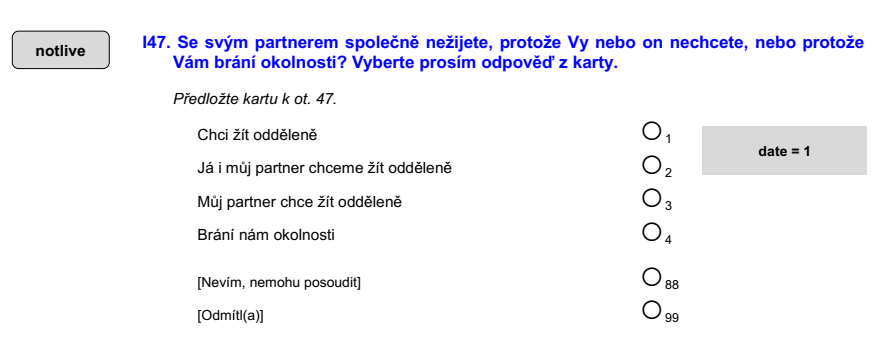 notlive
I47. Se svým partnerem společně nežijete, protože Vy nebo on nechcete, nebo protože
Vám brání okolnosti? Vyberte prosím odpověď z karty.
Předložte kartu k ot. 47.
Chci žít odděleně 1
date = 1
Já i můj partner chceme žít odděleně 2
Můj partner chce žít odděleně 3
Brání nám okolnosti 4
[Nevím, nemohu posoudit] 88
[Odmítl(a)] 99